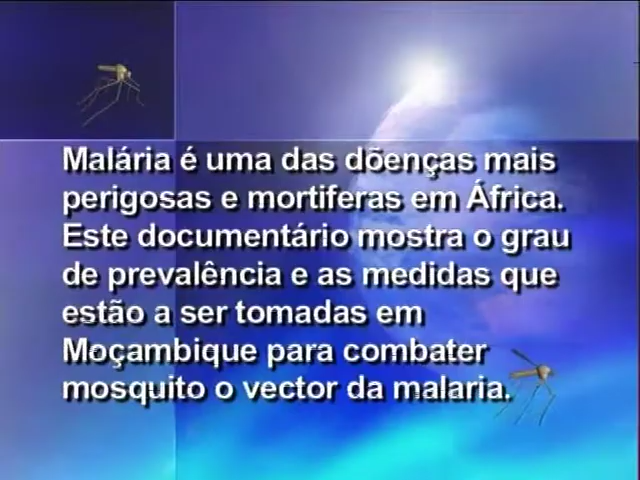 Malária é uma das dõenças mais
perigosas e mortiferas em África.
Este documentário mostra o grau
de prevalência e as medidas que
estão a ser tomadas em
Moçambique para combater
mosquito o vector da malaria.